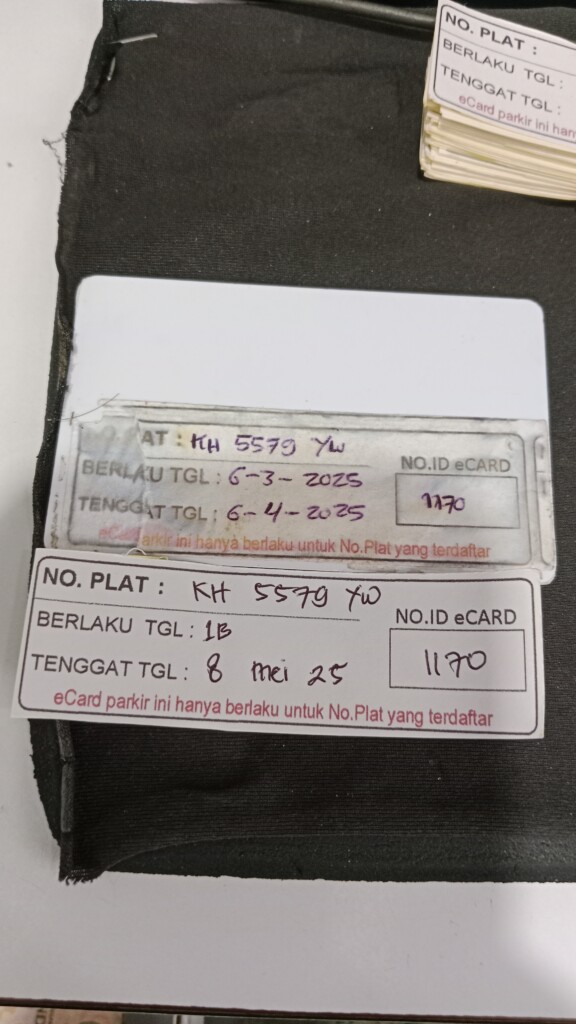 NO. PLAT :
BERLAKU TGL :
TENGGAT TGL :
eCard parkir ini
AT : KH 5579 YW
BERLAKU TGL : 6-3-2025
NO.ID eCARD
TENGGAT TGL : 6-4-2025
1170
parkir ini hanya berlaku untuk No.Plat yang terdaftar
NO. PLAT : KH 5579 YW
NO.ID eCARD
BERLAKU TGL : 1B
TENGGAT TGL : 8 mei 25
1170
eCard parkir ini hanya berlaku untuk No.Plat yang terdaftar